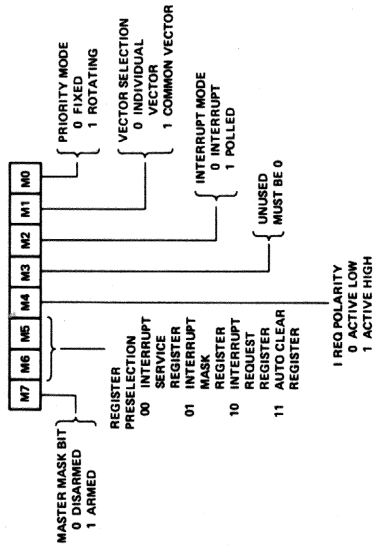 M7 M6 M5 M4 M3 M2 M1 M0
MASTER MASK BIT
0 DISARMED
1 ARMED
REGISTER
PRESELECTION
00 INTERRUPT
SERVICE
REGISTER
01 INTERRUPT
MASK
REGISTER
10 INTERRUPT
REQUEST
REGISTER
11 AUTO CLEAR
REGISTER
I REQ POLARITY
0 ACTIVE LOW
1 ACTIVE HIGH
UNUSED
MUST BE 0
INTERRUPT MODE
0 INTERRUPT
1 POLLED
VECTOR SELECTION
0 INDIVIDUAL
VECTOR
1 COMMON VECTOR
PRIORITY MODE
0 FIXED
1 ROTATING